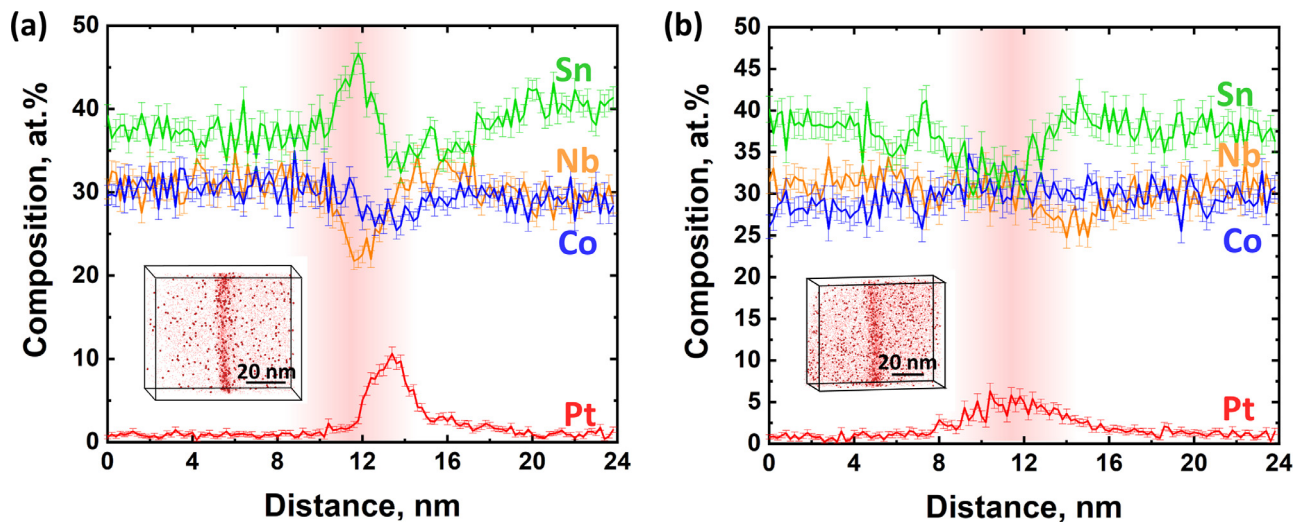 (a)
Composition, at.%
50
40
30
20
10
0
Sn
Nb
Co
Pt
20 nm
0 4 8 12 16 20 24
Distance, nm
(b)
Composition, at.%
50
45
40
35
30
25
20
15
10
5
0
Sn
Nb
Co
Pt
20 nm
0 4 8 12 16 20 24
Distance, nm